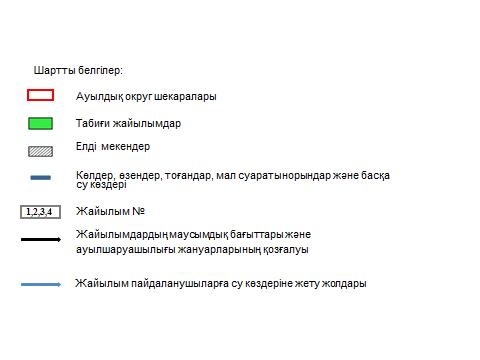 Шартты белгілер:
Ауылдық округ шекаралары
Табиғи жайылымдар
Елді мекендер
Көлдер, өзендер, тоғандар, мал суаратынорындар және басқа
су көздері
1,2,3,4 Жайылым №
Жайылымдардың маусымдық бағыттары және
ауылшаруашылығы жануарларының қозғалуы
Жайылым пайдаланушыларға су көздеріне жету жолдары